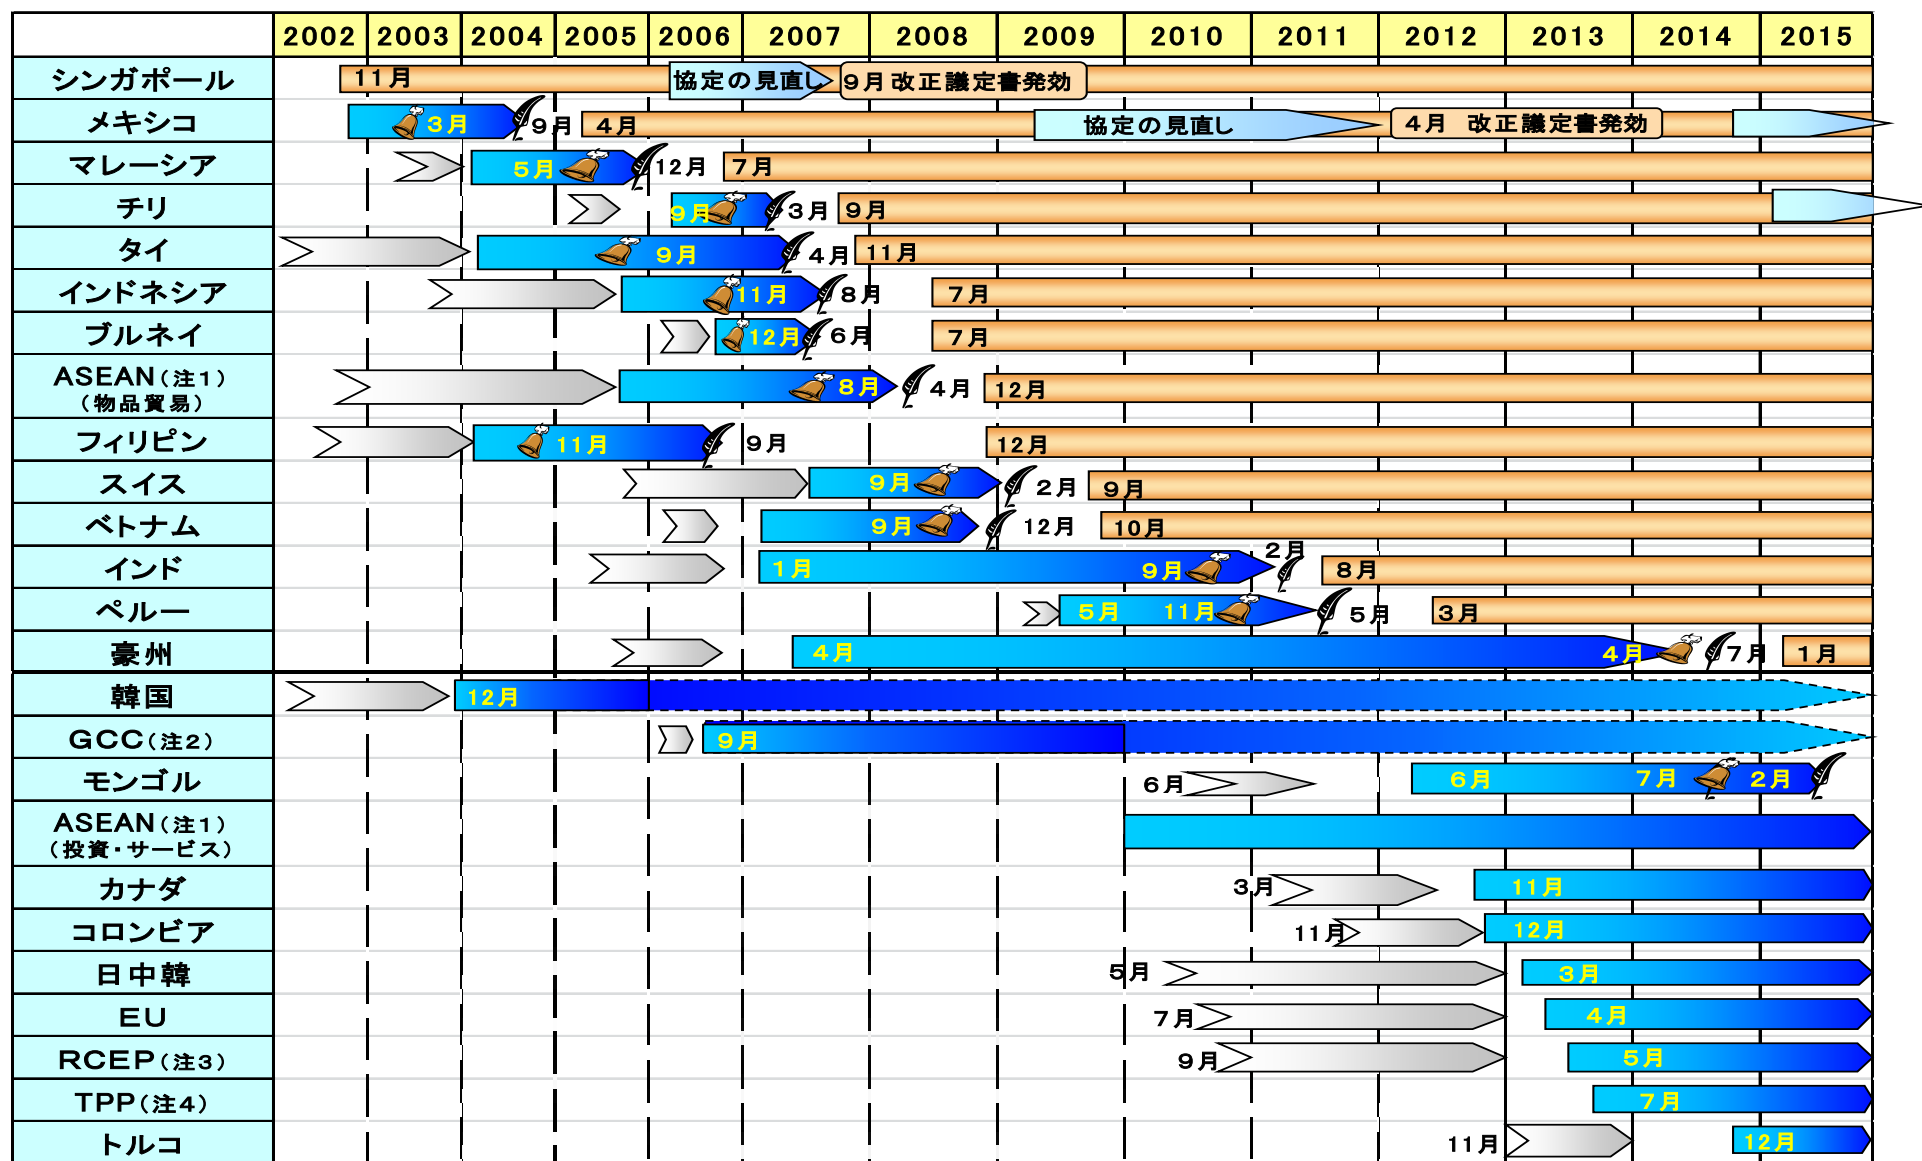 2002 2003 2004 2005 2006 2007 2008 2009 2010 2011 2012 2013 2014 2015
シンガポール 11月 協定の見直し 9月改正議定書発効
メキシコ 3月 9月 4月 協定の見直し 4月 改正議定書発効
マレーシア 5月 12月 7月
チリ 9月 3月 9月
タイ 9月 4月 11月
インドネシア 11月 8月 7月
ブルネイ 12月 6月 7月
ASEAN(注1)
(物品貿易) 8月 4月 12月
フィリピン 11月 9月 12月
スイス 9月 2月 9月
ベトナム 9月 12月 10月
インド 1月 9月 2月 8月
ペルー 5月 11月 5月 3月
豪州 4月 4月 7月 1月
韓国 12月
GCC(注2) 9月
モンゴル 6月 6月 7月 2月
ASEAN(注1)
(投資・サービス)
カナダ 3月 11月
コロンビア 11月 12月
日中韓 5月 3月
EU 7月 4月
RCEP(注3) 9月 5月
TPP(注4) 7月
トルコ 11月 12月